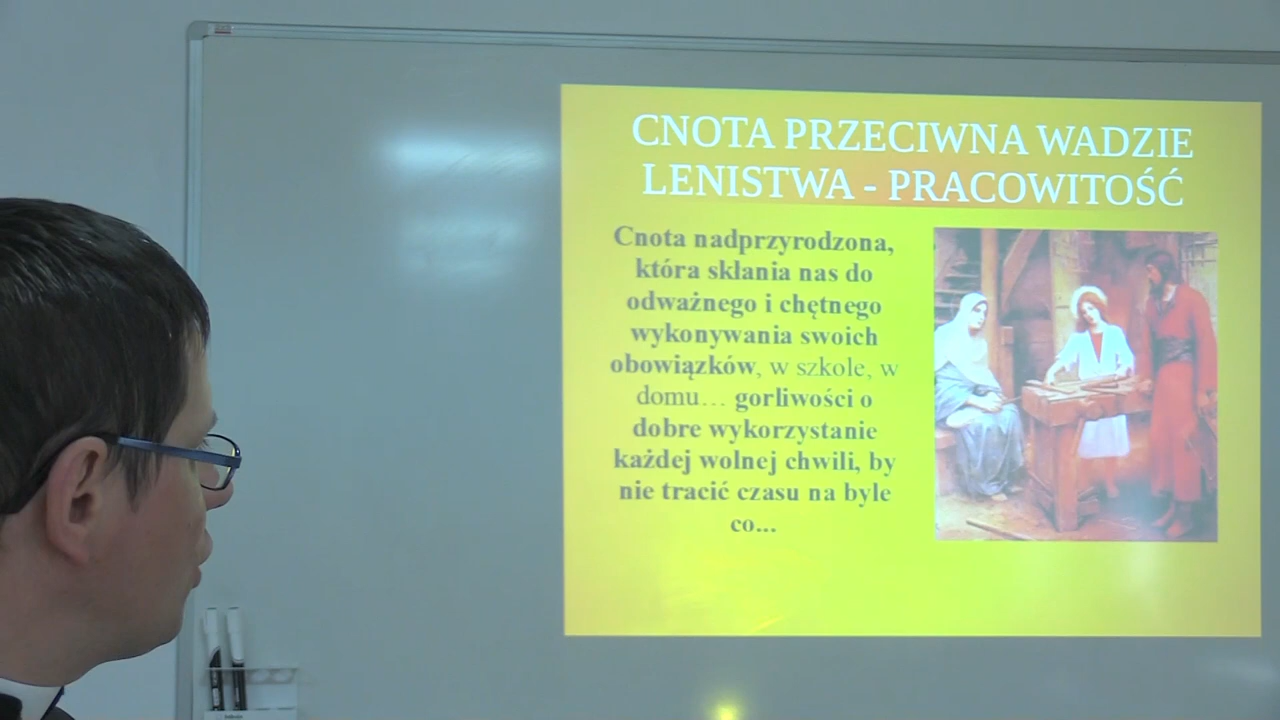 CNOTA PRZECIWNA WADZIE
LENISTWA - PRACOWITOŚĆ
Cnota nadprzyrodzona,
która skłania nas do
odważnego i chętnego
wykonywania swoich
obowiązków, w szkole, w
domu… gorliwości o
dobre wykorzystanie
każdej wolnej chwili, by
nie tracić czasu na byle
co...